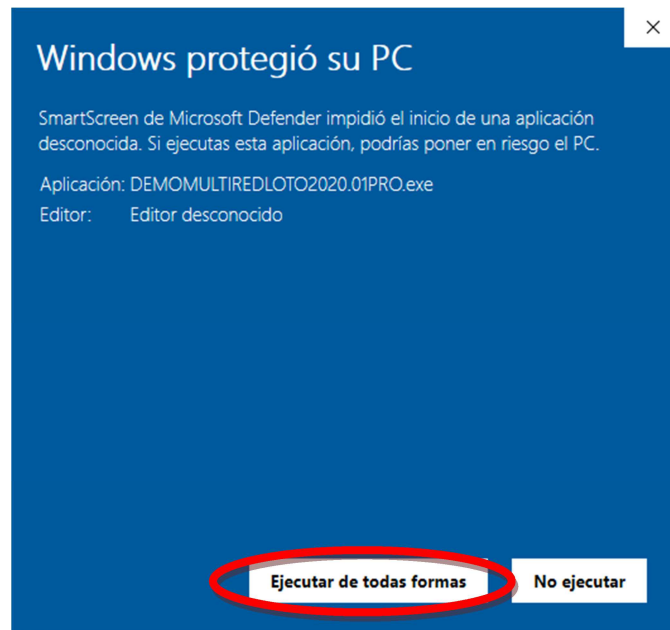 Windows protegió su PC
SmartScreen de Microsoft Defender impidió el inicio de una aplicación
desconocida. Si ejecutas esta aplicación, podrías poner en riesgo el PC.
Aplicación: DEMOMULTIREDLOTO2020.01PRO.exe
Editor: Editor desconocido
Ejecutar de todas formas No ejecutar